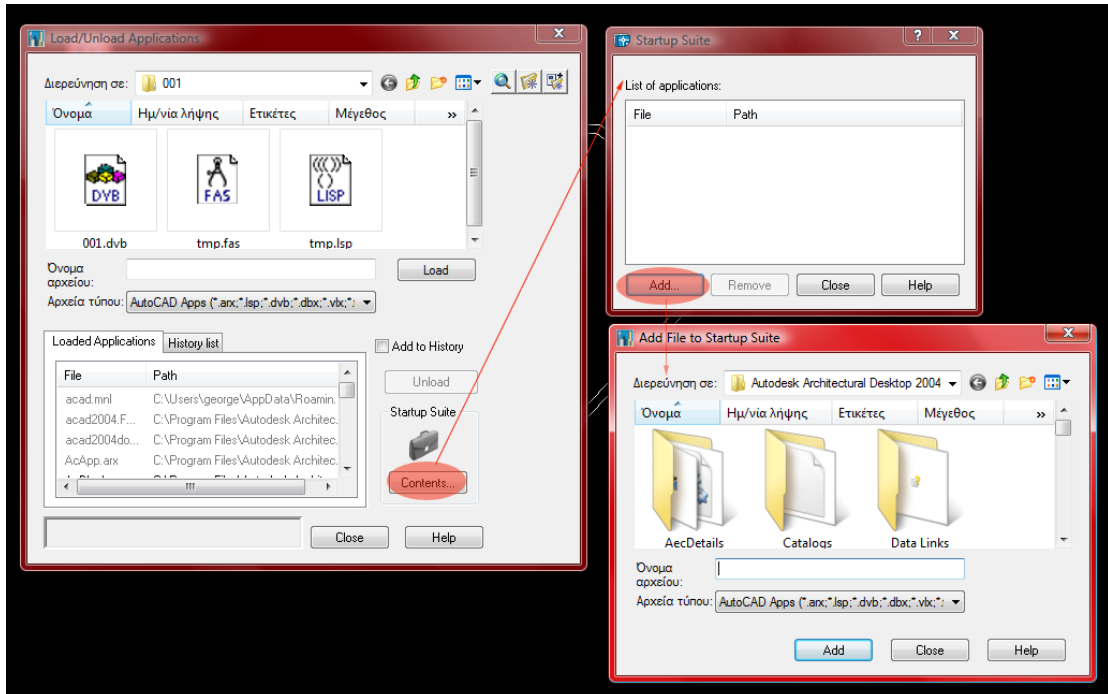 Load/Unload Applications
Διερεύνηση σε: 001
Όνομα Ημ/νία λήψης Ετικέτες Μέγεθος »
DVB FAS LISP
001.dvb tmp.fas tmp.lsp
Όνομα
αρχείου:
Load
Αρχεία τύπου: AutoCAD Apps (*.arx;*.lsp;*.dvb;*.dbx;*.vlx;*.
Loaded Applications History list
Add to History
File Path
acad.mnl C:\Users\george\AppData\Roamin.
acad2004.F... C:\Program Files\Autodesk Architec.
acad2004do... C:\Program Files\Autodesk Architec.
AcApp.arx C:\Program Files\Autodesk Architec.
Unload
Startup Suite
Contents...
Close Help
Startup Suite
List of applications:
File Path
Add... Remove Close Help
Add File to Startup Suite
Διερεύνηση σε: Autodesk Architectural Desktop 2004
Όνομα Ημ/νία λήψης Ετικέτες Μέγεθος »
AecDetails Catalogs Data Links
Όνομα
αρχείου:
Αρχεία τύπου: AutoCAD Apps (*.arx;*.lsp;*.dvb;*.dbx;*.vlx;*.
Add Close Help